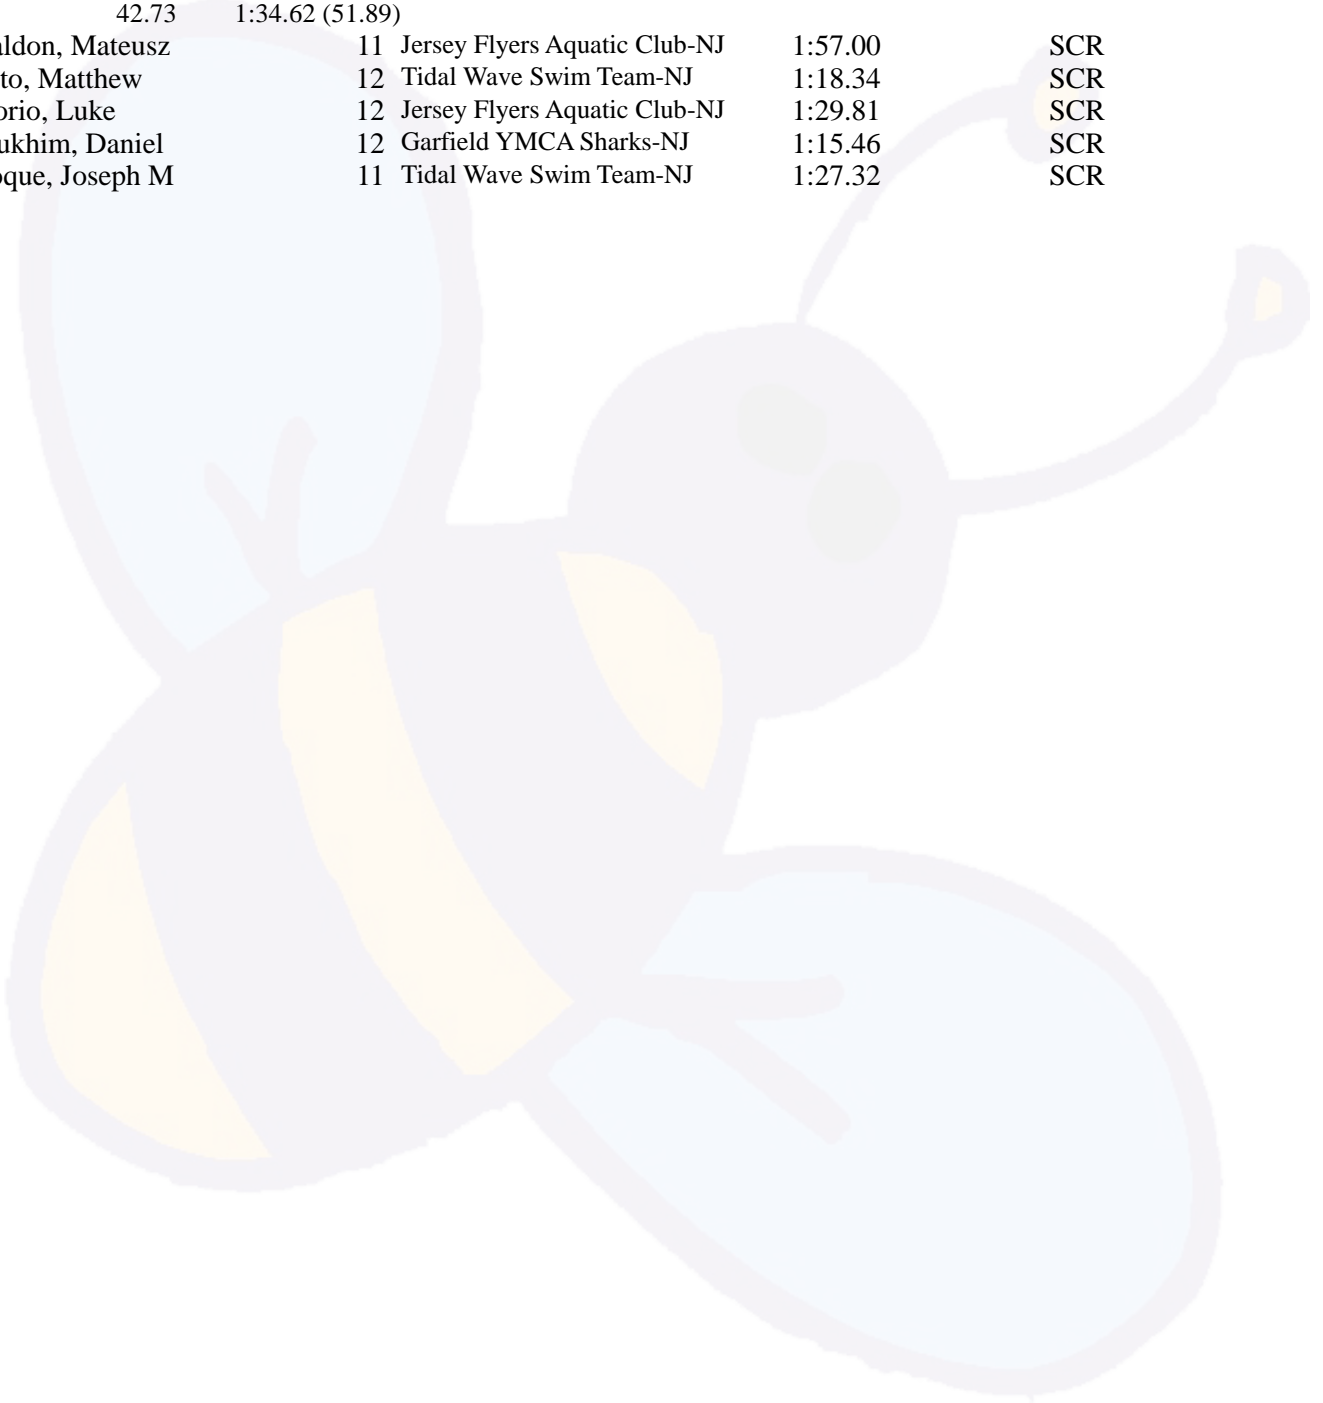 42.73 1:34.62 (51.89)
aldon, Mateusz 11 Jersey Flyers Aquatic Club-NJ 1:57.00 SCR
to, Matthew 12 Tidal Wave Swim Team-NJ 1:18.34 SCR
orio, Luke 12 Jersey Flyers Aquatic Club-NJ 1:29.81 SCR
ukhim, Daniel 12 Garfield YMCA Sharks-NJ 1:15.46 SCR
oque, Joseph M 11 Tidal Wave Swim Team-NJ 1:27.32 SCR